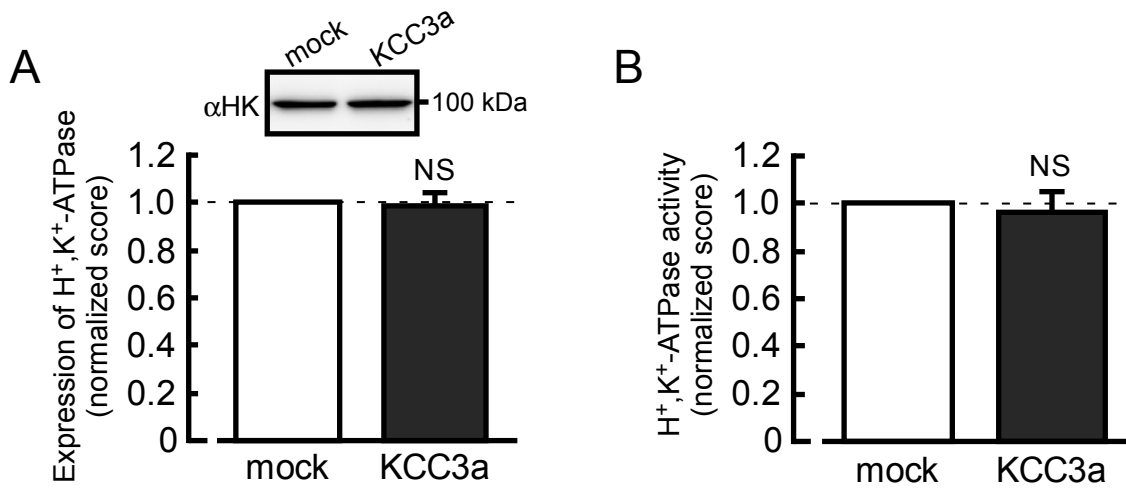 A
mock KCC3a
αHK
100 kDa
Expression of H⁺,K⁺-ATPase
(normalized score)
1.2
1.0
0.8
0.6
0.4
0.2
0
NS
mock KCC3a
B
H⁺,K⁺-ATPase activity
(normalized score)
1.2
1.0
0.8
0.6
0.4
0.2
0
NS
mock KCC3a